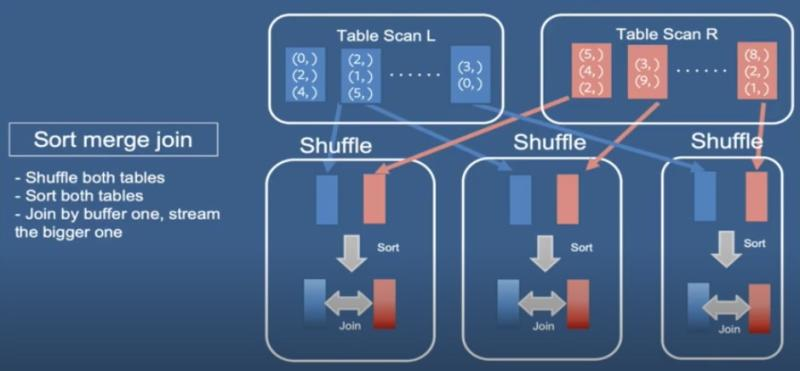 Table Scan L
Table Scan R
(0,)
(2,)
(4,)
(2,)
(1,)
(5,)
......
(3,)
(0,)
(5,)
(4,)
(2,)
(3,)
(9,)
......
(8,)
(2,)
(1,)
Sort merge join
- Shuffle both tables
- Sort both tables
- Join by buffer one, stream
the bigger one
Shuffle
Shuffle
Shuffle
Sort
Sort
Sort
Join
Join
Join